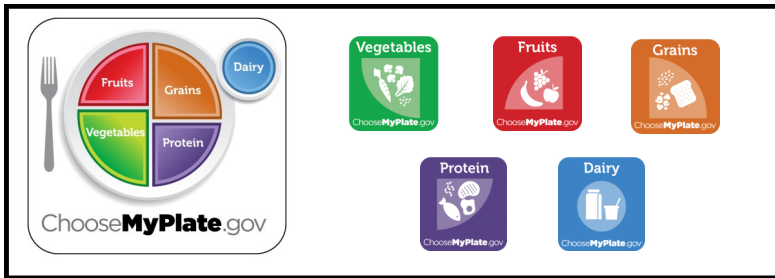 Fruits
Grains
Dairy
Vegetables
Protein
ChooseMyPlate.gov
Vegetables
ChooseMyPlate.gov
Fruits
ChooseMyPlate.gov
Grains
ChooseMyPlate.gov
Protein
ChooseMyPlate.gov
Dairy
ChooseMyPlate.gov